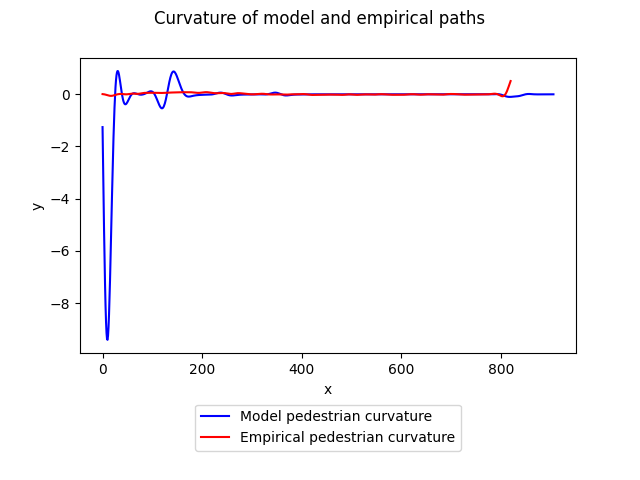 Curvature of model and empirical paths
0
−2
−4
−6
−8
y
0 200 400 600 800
x
Model pedestrian curvature
Empirical pedestrian curvature